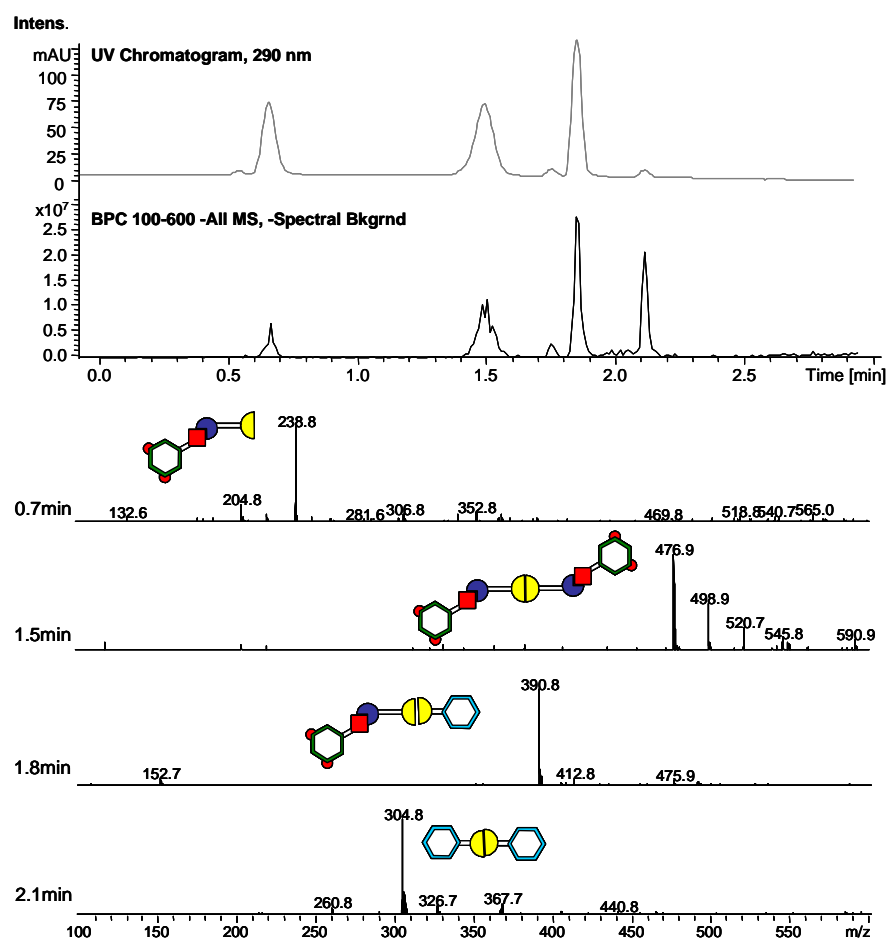 Intens.
mAU
UV Chromatogram, 290 nm
100
75
50
25
0
x10⁷
BPC 100-600 -All MS, -Spectral Bkgrnd
2.5
2.0
1.5
1.0
0.5
0.0
0.0 0.5 1.0 1.5 2.0 2.5 Time [min]
238.8
0.7min 132.6 204.8 281.6 306.8 352.8 469.8 518.8 540.7 565.0
476.9
498.9
520.7
1.5min 545.8 590.9
390.8
1.8min 152.7 412.8 475.9
304.8
2.1min 260.8 326.7 367.7 440.8
100 150 200 250 300 350 400 450 500 550 m/z